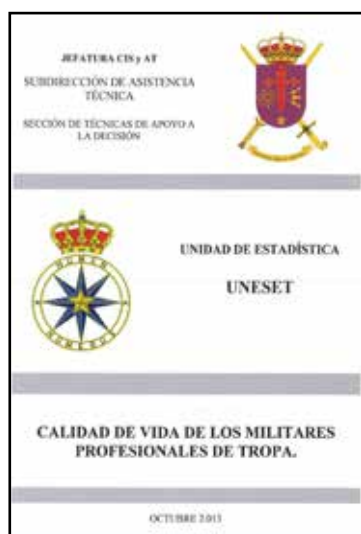 JEFATURA CIS y AT
SUBDIRECCIÓN DE ASISTENCIA
TÉCNICA
SECCIÓN DE TÉCNICAS DE APOYO A
LA DECISIÓN
UNIDAD DE ESTADÍSTICA
UNESET
CALIDAD DE VIDA DE LOS MILITARES
PROFESIONALES DE TROPA.
OCTUBRE 2.013